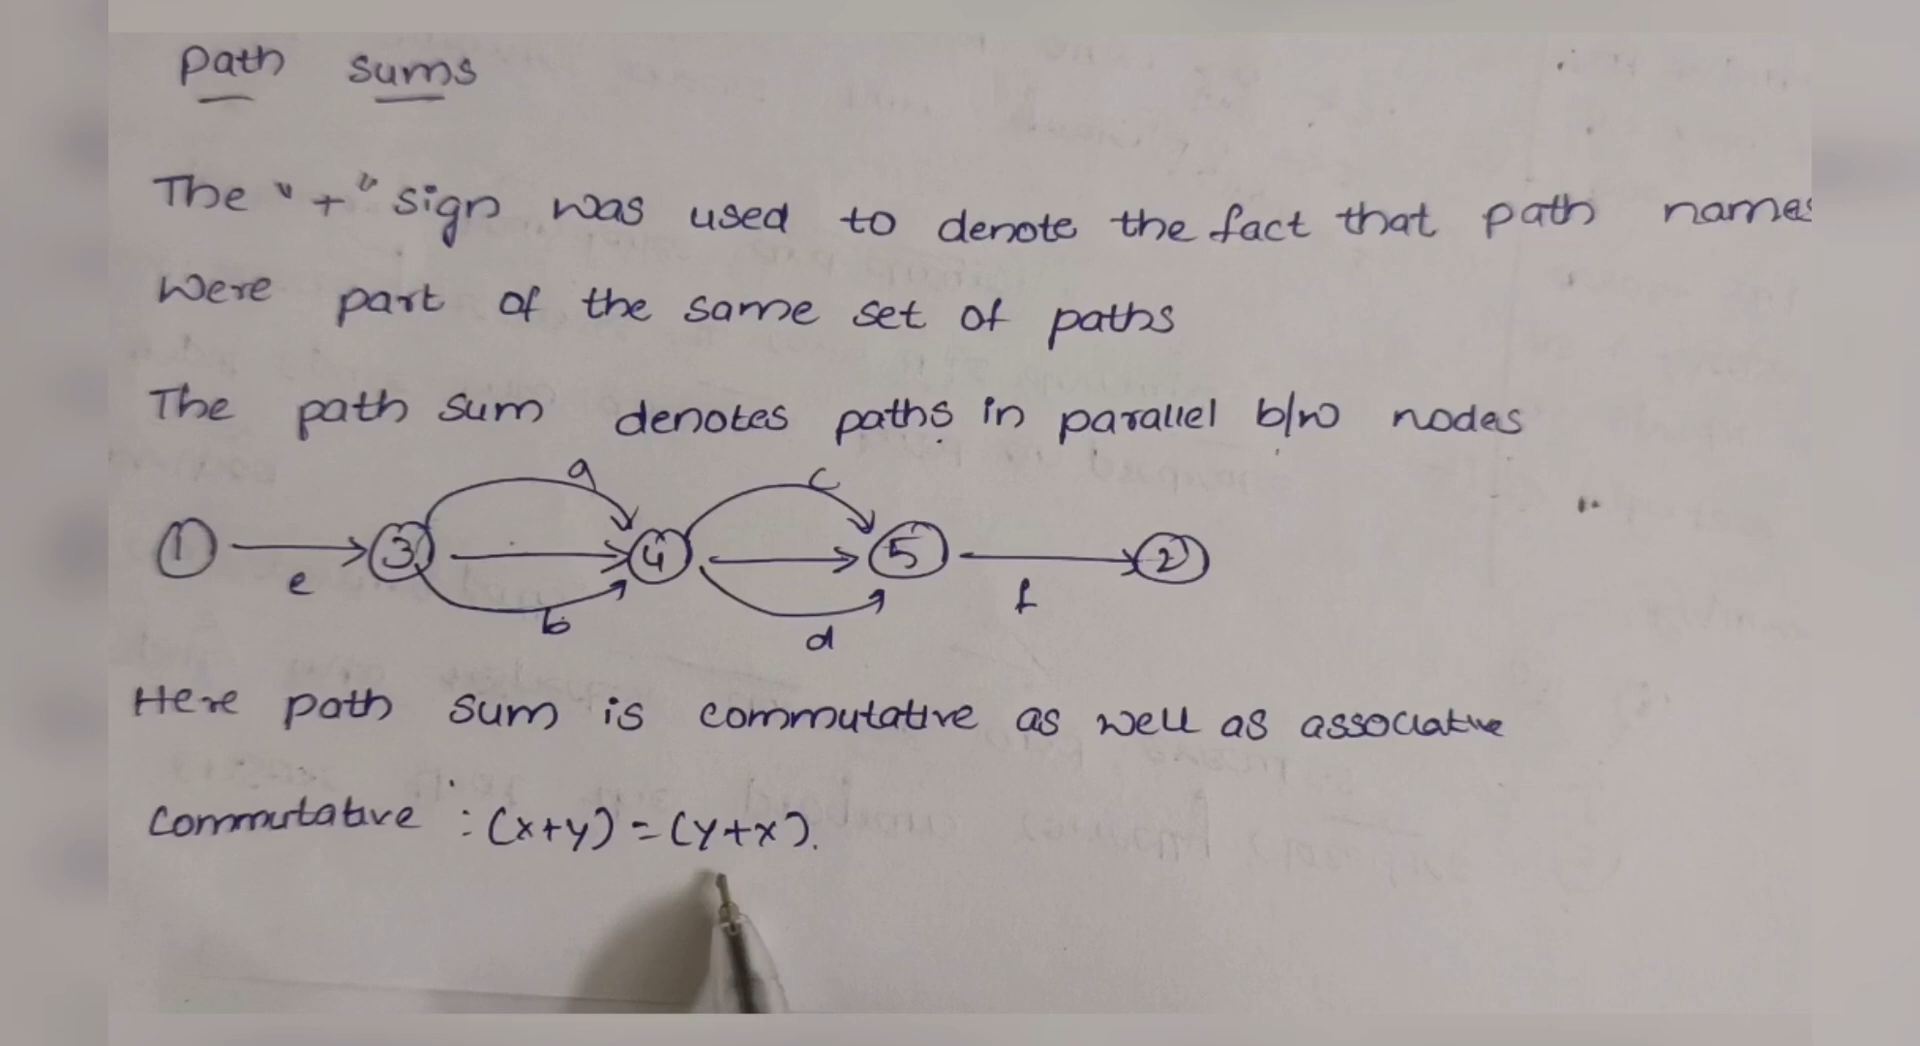 Path sums
The "+" sign was used to denote the fact that path names
were part of the same set of paths
The path sum denotes paths in parallel b/w nodes
a c
1 3 4 5 2
e f
b d
Here path sum is commutative as well as associative
Commutative : (x+y) = (y+x).